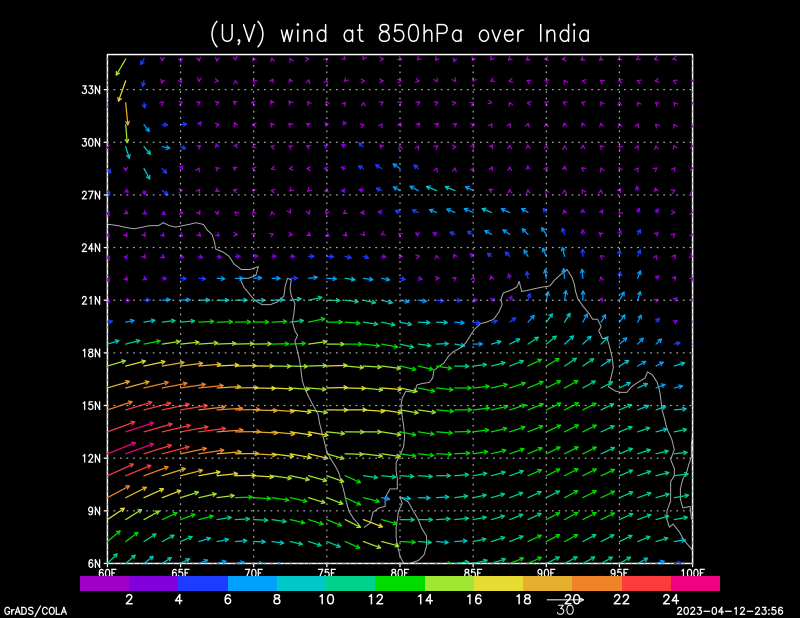 (U,V) wind at 850hPa over India
33N
30N
27N
24N
21N
18N
15N
12N
9N
6N
60E 65E 70E 75E 80E 85E 90E 95E 100E
2 4 6 8 10 12 14 16 18 20 22 24
30
GrADS/COLA 2023-04-12-23:56